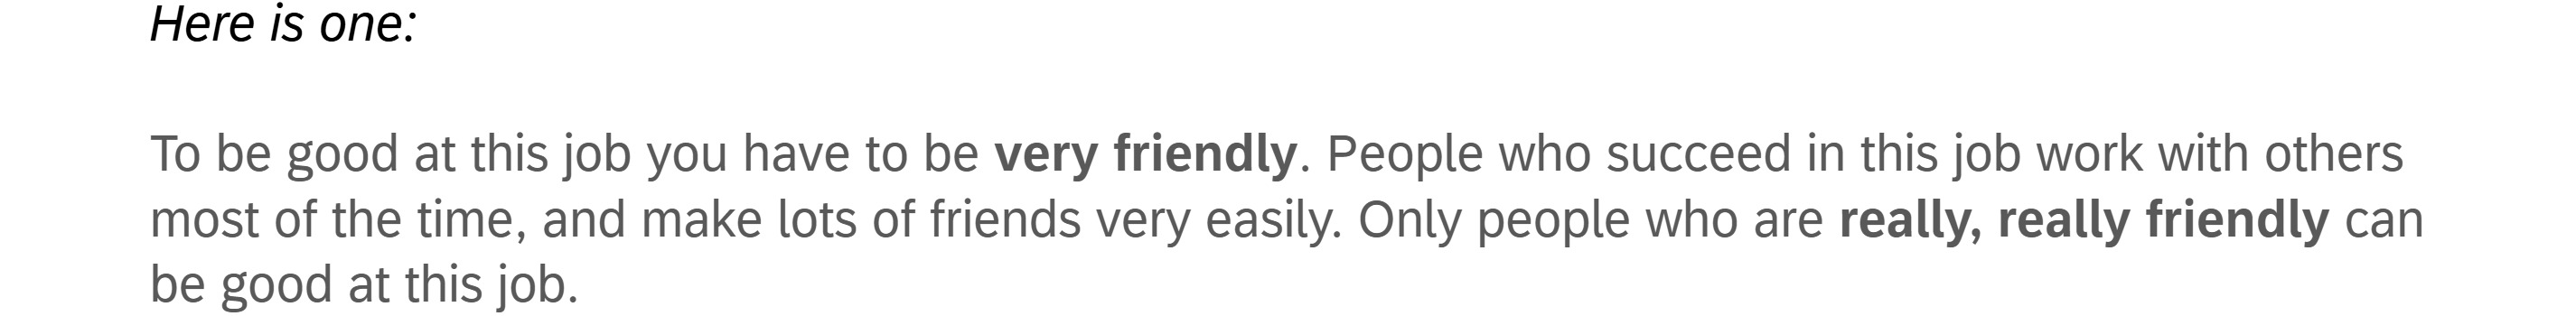 Here is one:
To be good at this job you have to be very friendly. People who succeed in this job work with others
most of the time, and make lots of friends very easily. Only people who are really, really friendly can
be good at this job.